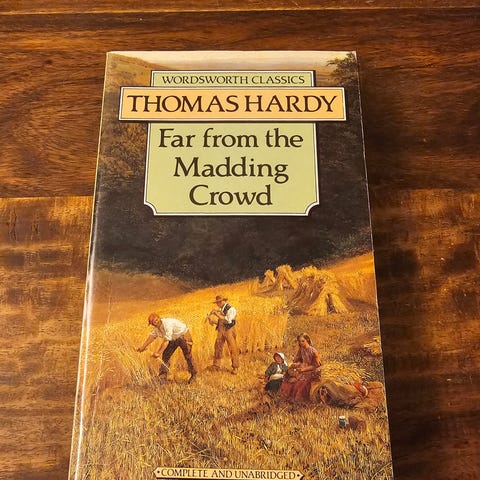 WORDSWORTH CLASSICS
THOMAS HARDY
Far from the
Madding
Crowd
• COMPLETE AND UNABRIDGED •